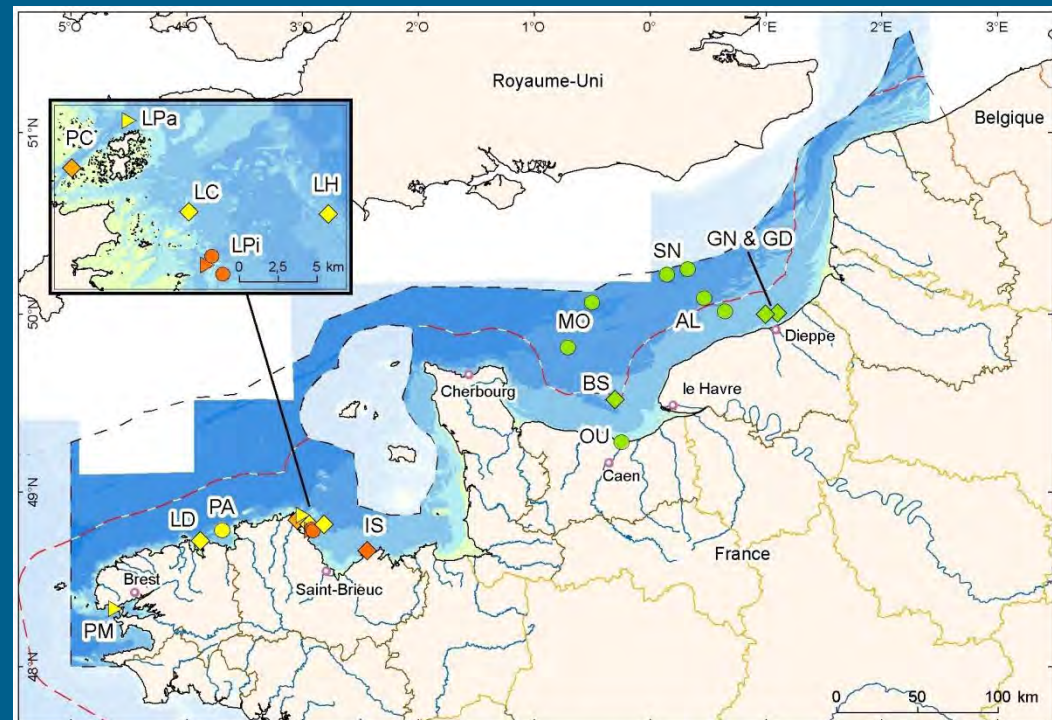 5°O
4°O
3°O
2°O
1°O
0°
1°E
2°E
3°E
Royaume-Uni
Belgique
51°N
LPa
PC
LC
LH
LPi
0 2,5 5 km
GN & GD
SN
50°N
MO
AL
Dieppe
Cherbourg
BS
le Havre
OU
Caen
49°N
PA
LD
IS
France
Brest
Saint-Brieuc
PM
48°N
0 50 100 km